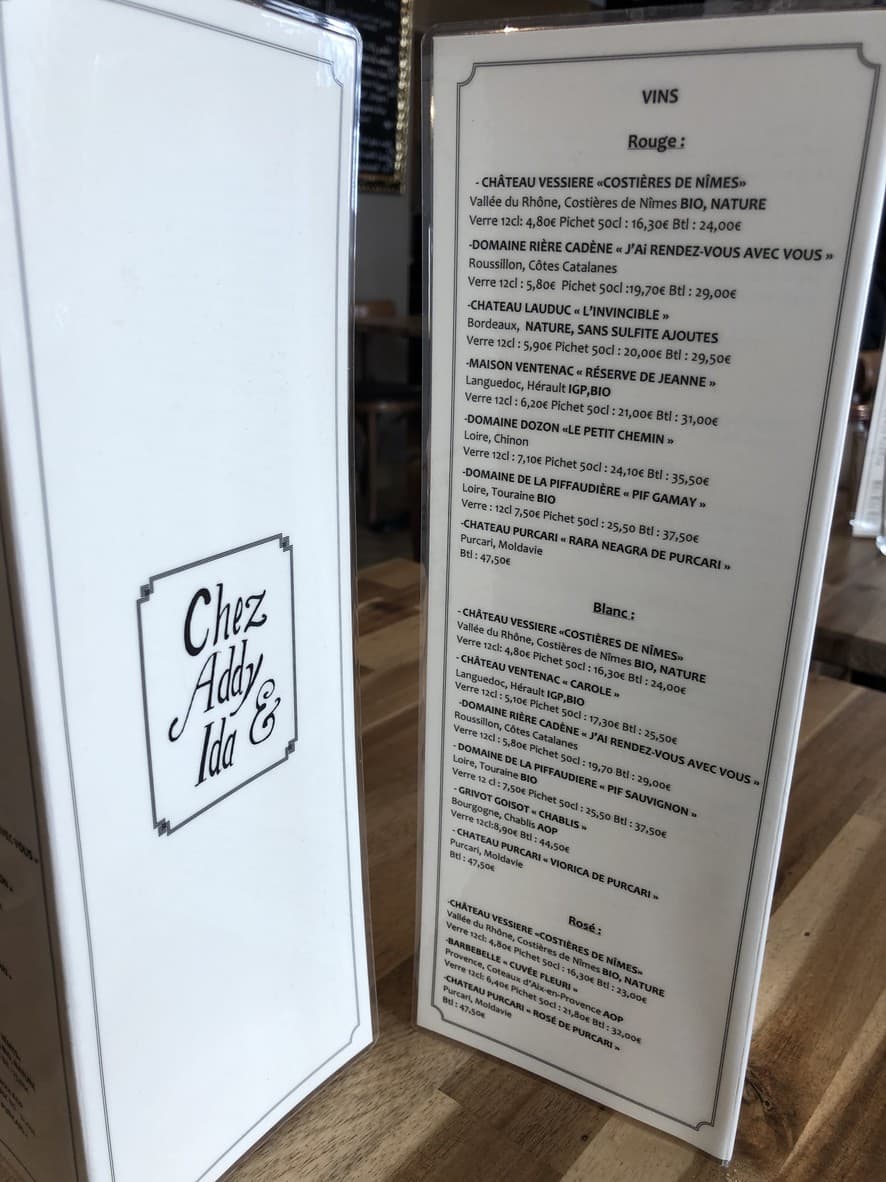 Chez
Addy
&
Ida
VINS
Rouge :
- CHÂTEAU VESSIERE «COSTIÈRES DE NÎMES»
Vallée du Rhône, Costières de Nîmes BIO, NATURE
Verre 12cl: 4,80€ Pichet 50cl : 16,30€ Btl : 24,00€
-DOMAINE RIÈRE CADÈNE « J'Ai RENDEZ-VOUS AVEC VOUS »
Roussillon, Côtes Catalanes
Verre 12cl : 5,80€ Pichet 50cl :19,70€ Btl : 29,00€
-CHATEAU LAUDUC « L'INVINCIBLE »
Bordeaux, NATURE, SANS SULFITE AJOUTES
Verre 12cl : 5,90€ Pichet 50cl : 20,00€ Btl : 29,50€
-MAISON VENTENAC « RÉSERVE DE JEANNE »
Languedoc, Hérault IGP,BIO
Verre 12cl : 6,20€ Pichet 50cl : 21,00€ Btl : 31,00€
-DOMAINE DOZON «LE PETIT CHEMIN »
Loire, Chinon
Verre 12cl : 7,10€ Pichet 50cl : 24,10€ Btl : 35,50€
-DOMAINE DE LA PIFFAUDIÈRE « PIF GAMAY »
Loire, Touraine BIO
Verre : 12cl 7,50€ Pichet 50cl : 25,50 Btl : 37,50€
-CHATEAU PURCARI « RARA NEAGRA DE PURCARI »
Purcari, Moldavie
Btl : 47,50€
Blanc :
- CHÂTEAU VESSIERE «COSTIÈRES DE NÎMES»
Vallée du Rhône, Costières de Nîmes BIO, NATURE
Verre 12cl: 4,80€ Pichet 50cl : 16,30€ Btl : 24,00€
- CHÂTEAU VENTENAC « CAROLE »
Languedoc, Hérault IGP,BIO
Verre 12cl : 5,10€ Pichet 50cl : 17,30€ Btl : 25,50€
-DOMAINE RIÈRE CADÈNE « J'AI RENDEZ-VOUS AVEC VOUS »
Roussillon, Côtes Catalanes
Verre 12cl : 5,80€ Pichet 50cl : 19,70 Btl : 29,00€
- DOMAINE DE LA PIFFAUDIERE « PIF SAUVIGNON »
Loire, Touraine BIO
Verre 12 cl : 7,50€ Pichet 50cl : 25,50 Btl : 37,50€
- GRIVOT GOISOT « CHABLIS »
Bourgogne, Chablis AOP
Verre 12cl:8,90€ Btl : 44,50€
- CHATEAU PURCARI « VIORICA DE PURCARI »
Purcari, Moldavie
Btl : 47,50€
Rosé :
-CHÂTEAU VESSIERE «COSTIÈRES DE NÎMES»
Vallée du Rhône, Costières de Nîmes BIO, NATURE
Verre 12cl: 4,80€ Pichet 50cl : 16,30€ Btl : 23,00€
-BARBEBELLE « CUVÉE FLEURI »
Provence, Coteaux d'Aix-en-Provence AOP
Verre 12cl: 6,40€ Pichet 50cl : 21,80€ Btl : 32,00€
-CHATEAU PURCARI « ROSÉ DE PURCARI »
Purcari, Moldavie
Btl : 47,50€